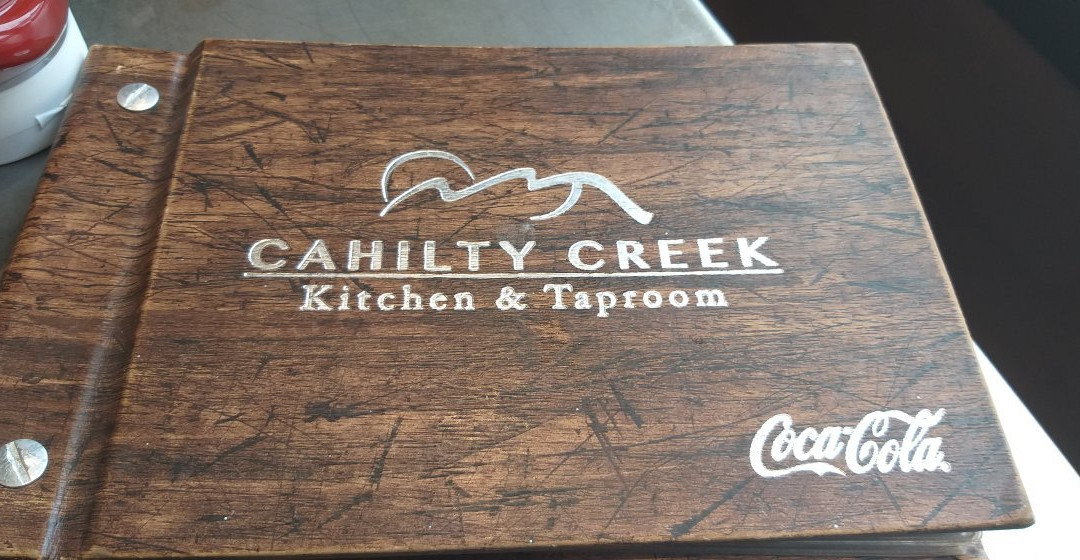 CAHILTY CREEK
Kitchen & Taproom
Coca-Cola